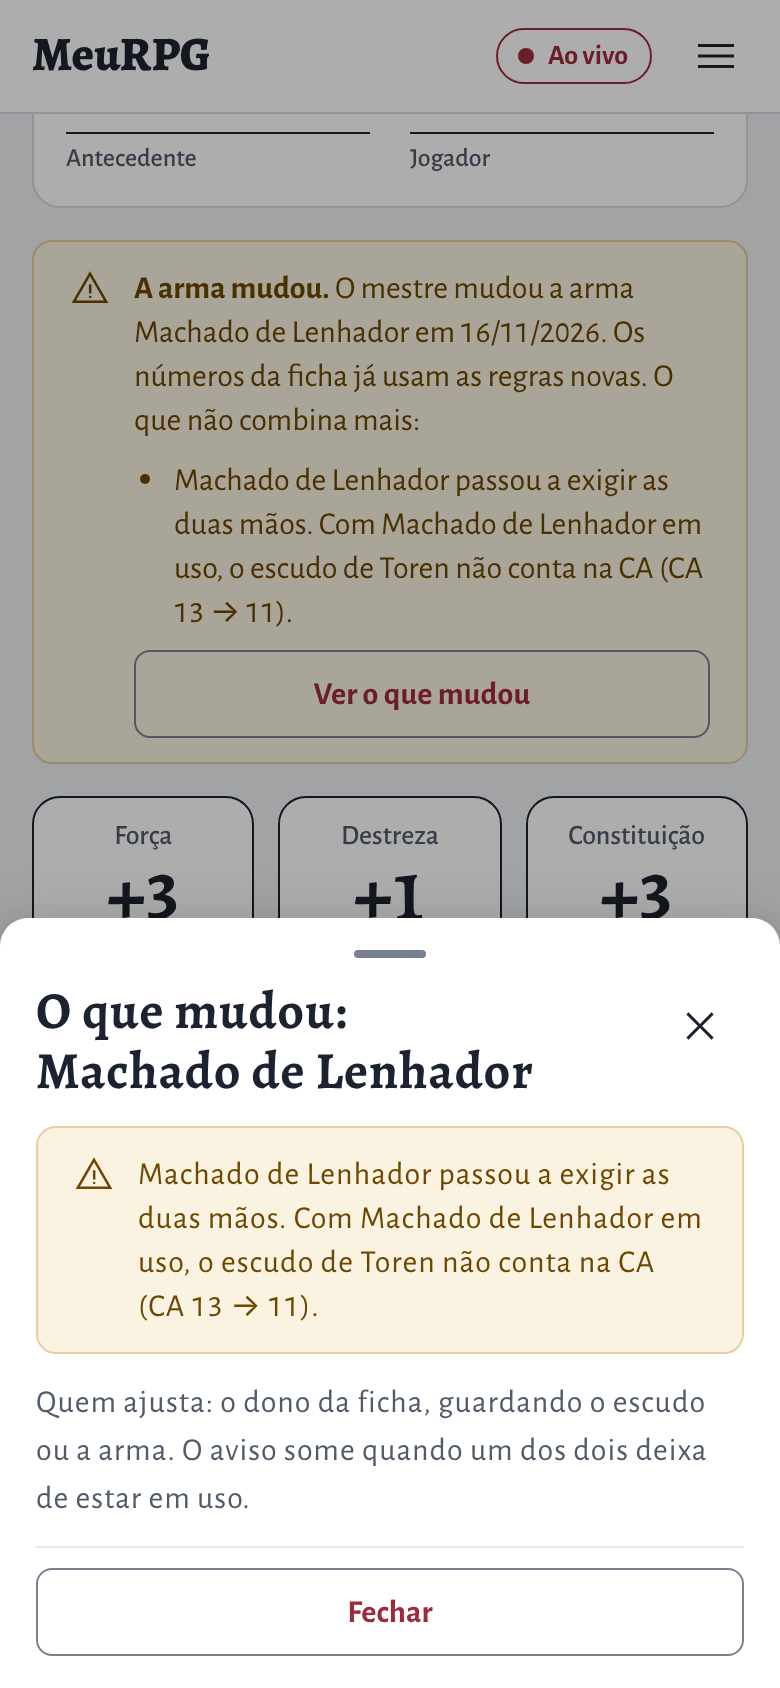 MeuRPG
Ao vivo
Antecedente
Jogador
A arma mudou. O mestre mudou a arma
Machado de Lenhador em 16/11/2026. Os
números da ficha já usam as regras novas. O
que não combina mais:
• Machado de Lenhador passou a exigir as
duas mãos. Com Machado de Lenhador em
uso, o escudo de Toren não conta na CA (CA
13 → 11).
Ver o que mudou
Força
Destreza
Constituição
+3
+1
+3
O que mudou:
Machado de Lenhador
Machado de Lenhador passou a exigir as
duas mãos. Com Machado de Lenhador em
uso, o escudo de Toren não conta na CA
(CA 13 → 11).
Quem ajusta: o dono da ficha, guardando o escudo
ou a arma. O aviso some quando um dos dois deixa
de estar em uso.
Fechar